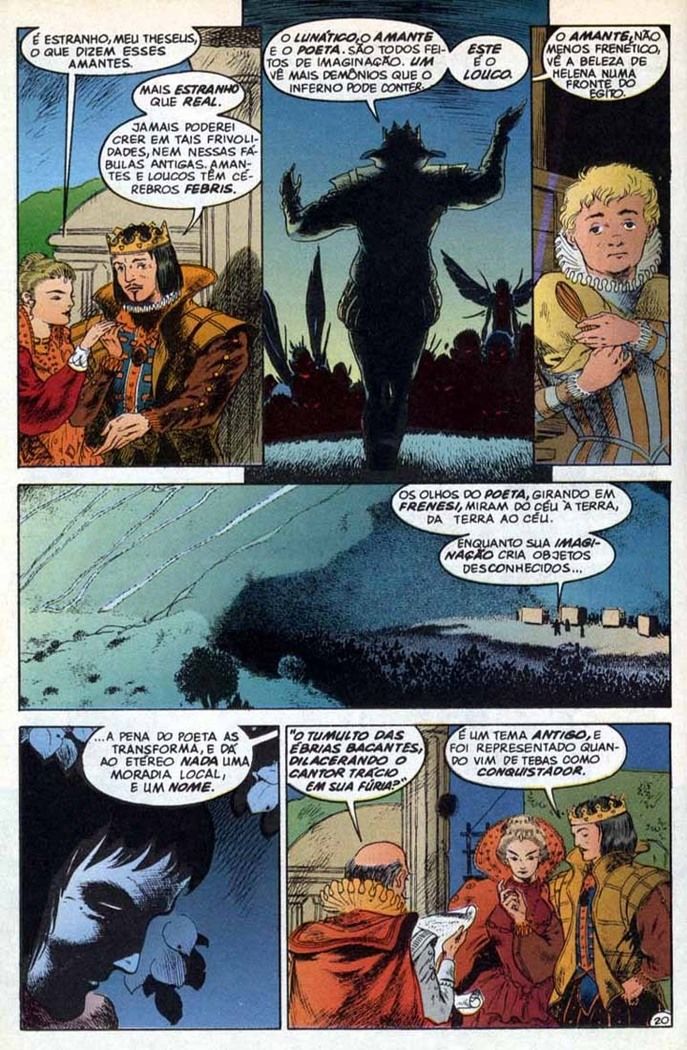 É ESTRANHO, MEU THESEUS,
O QUE DIZEM ESSES
AMANTES.
MAIS ESTRANHO
QUE REAL.
JAMAIS PODEREI
CRER EM TAIS FRIVOLI-
DADES, NEM NESSAS FÁ-
BULAS ANTIGAS. AMAN-
TES E LOUCOS TÊM CÉ-
REBROS FEBRIS.
O LUNÁTICO, O AMANTE
E O POETA. SÃO TODOS FEI-
TOS DE IMAGINAÇÃO. UM
VÊ MAIS DEMÔNIOS QUE O
INFERNO PODE CONTER.
ESTE
É O
LOUCO.
O AMANTE, NÃO
MENOS FRENÉTICO,
VÊ A BELEZA DE
HELENA NUMA
FRONTE DO
EGITO.
OS OLHOS DO POETA, GIRANDO EM
FRENESI, MIRAM DO CÉU À TERRA,
DA TERRA AO CÉU.
ENQUANTO SUA IMAGI-
NAÇÃO CRIA OBJETOS
DESCONHECIDOS...
...A PENA DO POETA AS
TRANSFORMA, E DÁ
AO ETÉREO NADA UMA
MORADIA LOCAL,
E UM NOME.
"O TUMULTO DAS
ÉBRIAS BACANTES,
DILACERANDO O
CANTOR TRÁCIO
EM SUA FÚRIA?"
É UM TEMA ANTIGO, E
FOI REPRESENTADO QUAN-
DO VIM DE TEBAS COMO
CONQUISTADOR.
20